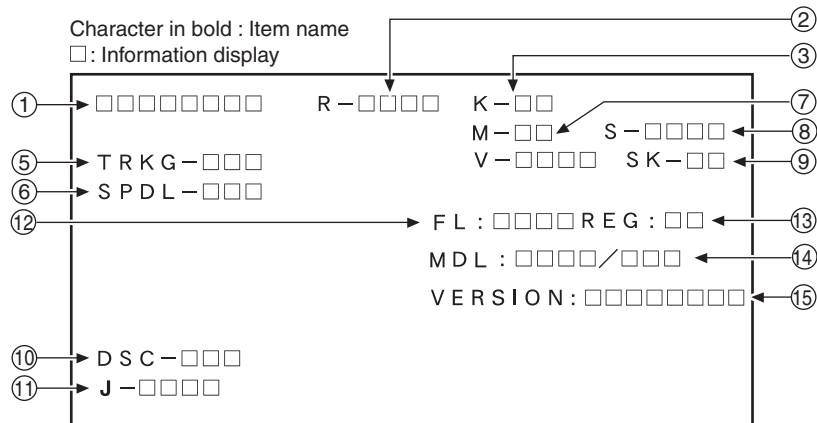 Character in bold : Item name
□ : Information display
②
③
① □□□□□□□□ R－□□□□ K－□□
M－□□ ⑦
S－□□□□ ⑧
⑤ TRKG－□□□ V－□□□□ SK－□□ ⑨
⑥ SPDL－□□□
⑫ FL：□□□□REG：□□ ⑬
MDL：□□□□／□□□ ⑭
VERSION：□□□□□□□□ ⑮
⑩ DSC－□□□
⑪ J－□□□□